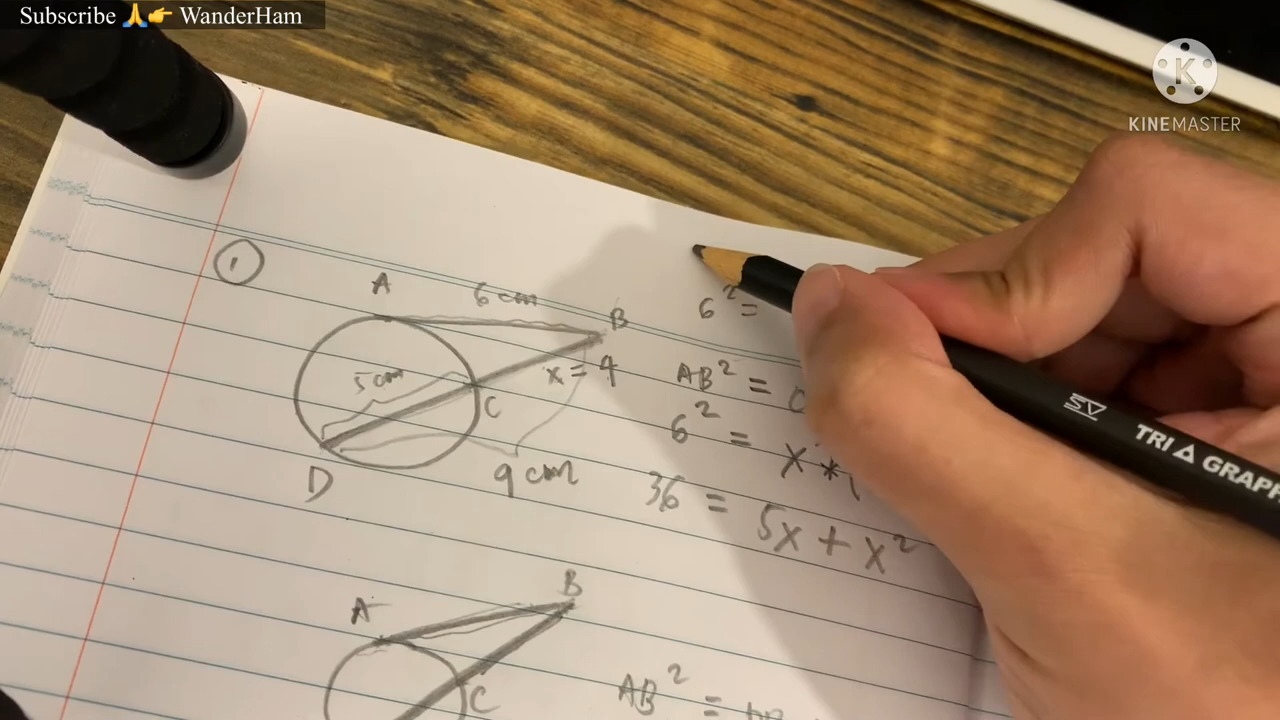 Subscribe 🙏👉 WanderHam
KINEMASTER
1
A
6 cm
B
6² =
5 cm
x = 4
AB² =
C
6² = x *
D
9 cm
36 = 5x + x²
SV TRI GRAPH
A
B
C
AB² =